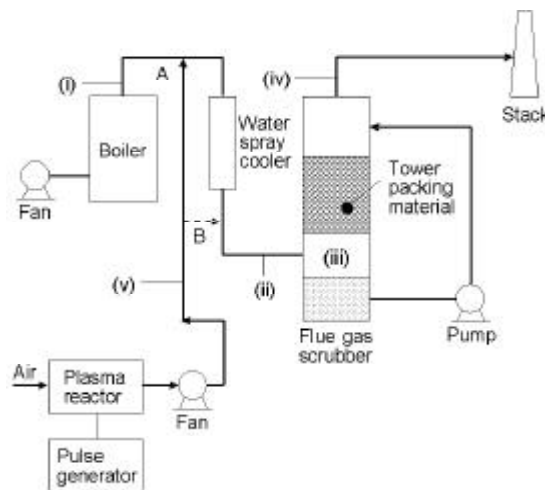 (i)
A
(iv)
Stack
Boiler
Water
spray
cooler
Tower
packing
material
Fan
B
(iii)
(v)
(ii)
Pump
Flue gas
scrubber
Air
Plasma
reactor
Fan
Pulse
generator